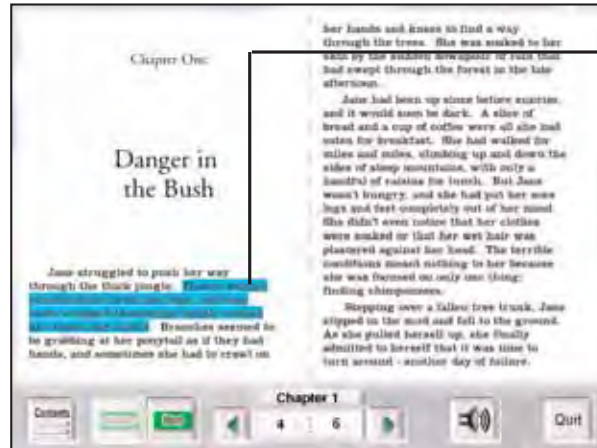 Chapter One
Danger in
the Bush
Jane struggled to push her way
through the thick jungle.
Branches seemed to
be grabbing at her ponytail as if they had
hands, and sometimes she had to crawl on
her hands and knees to find a way
through the trees. She was soaked to her
skin by the sudden downpour of rain that
had swept through the forest in the late
afternoon.
Jane had been up since before sunrise,
and it would soon be dark. A slice of
bread and a cup of coffee were all she had
eaten for breakfast. She had walked for
miles and miles, climbing up and down the
sides of steep mountains, with only a
handful of raisins for lunch. But Jane
wasn't hungry, and she had put her sore
legs and feet completely out of her mind.
She didn't even notice that her clothes
were soaked or that her wet hair was
plastered against her head. The terrible
conditions meant nothing to her because
she was focused on only one thing:
finding chimpanzees.
Stepping over a fallen tree trunk, Jane
slipped in the mud and fell to the ground.
As she pulled herself up, she finally
admitted to herself that it was time to
turn around - another day of failure.
Chapter 1
Contents
4 : 6
Quit